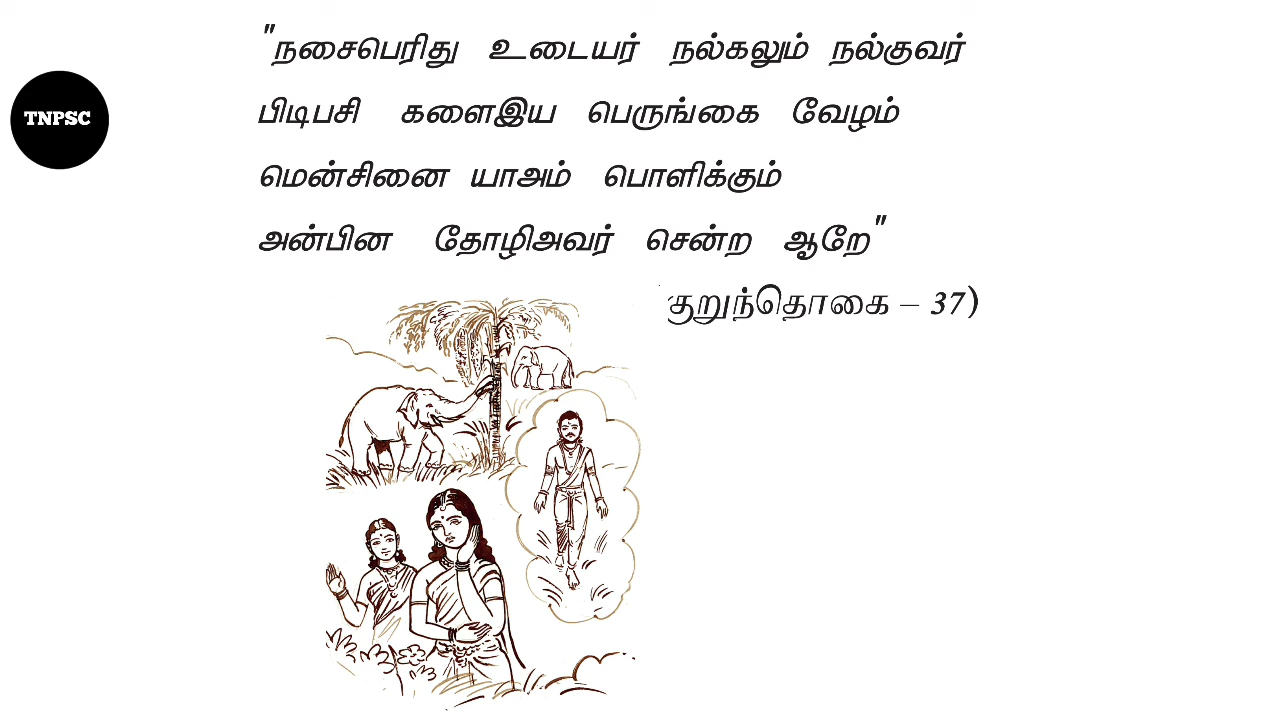 "நசைபெரிது உடையர் நல்கலும் நல்குவர்
TNPSC
பிடிபசி களைஇய பெருங்கை வேழம்
மென்சினை யாஅம் பொளிக்கும்
அன்பின தோழிஅவர் சென்ற ஆறே"
குறுந்தொகை – 37)